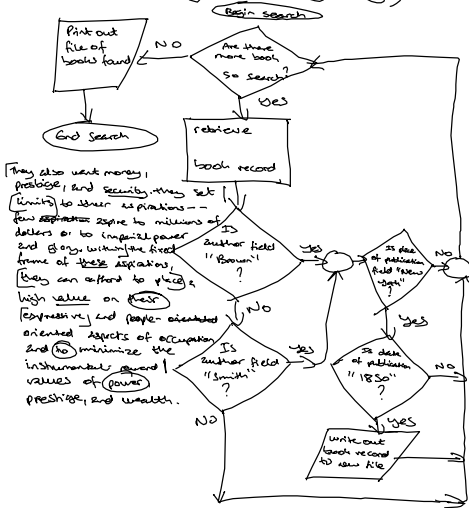 Begin Search
Print out
file of
books found
NO
Are there
more book
so search?
yes
End Search
retrieve
book record
They also want money,
prestige, and security. they set
limits to their aspirations --
few aspiration aspire to millions of
dollars or to imperial power
and glory. within the fixed
frame of these aspirations,
they can afford to place a
high value on their
expressive and people-orientated
oriented aspects of occupation
and to minimize the
instrumental reward
values of power
prestige, and wealth.
Is
author field
"Brown"
?
yes
NO
Is date
of publication
field "New
York"
?
NO
yes
Is
author field
"Smith"
?
yes
NO
Is date
of publication
"1850"
?
NO
yes
write out
book record
to new file